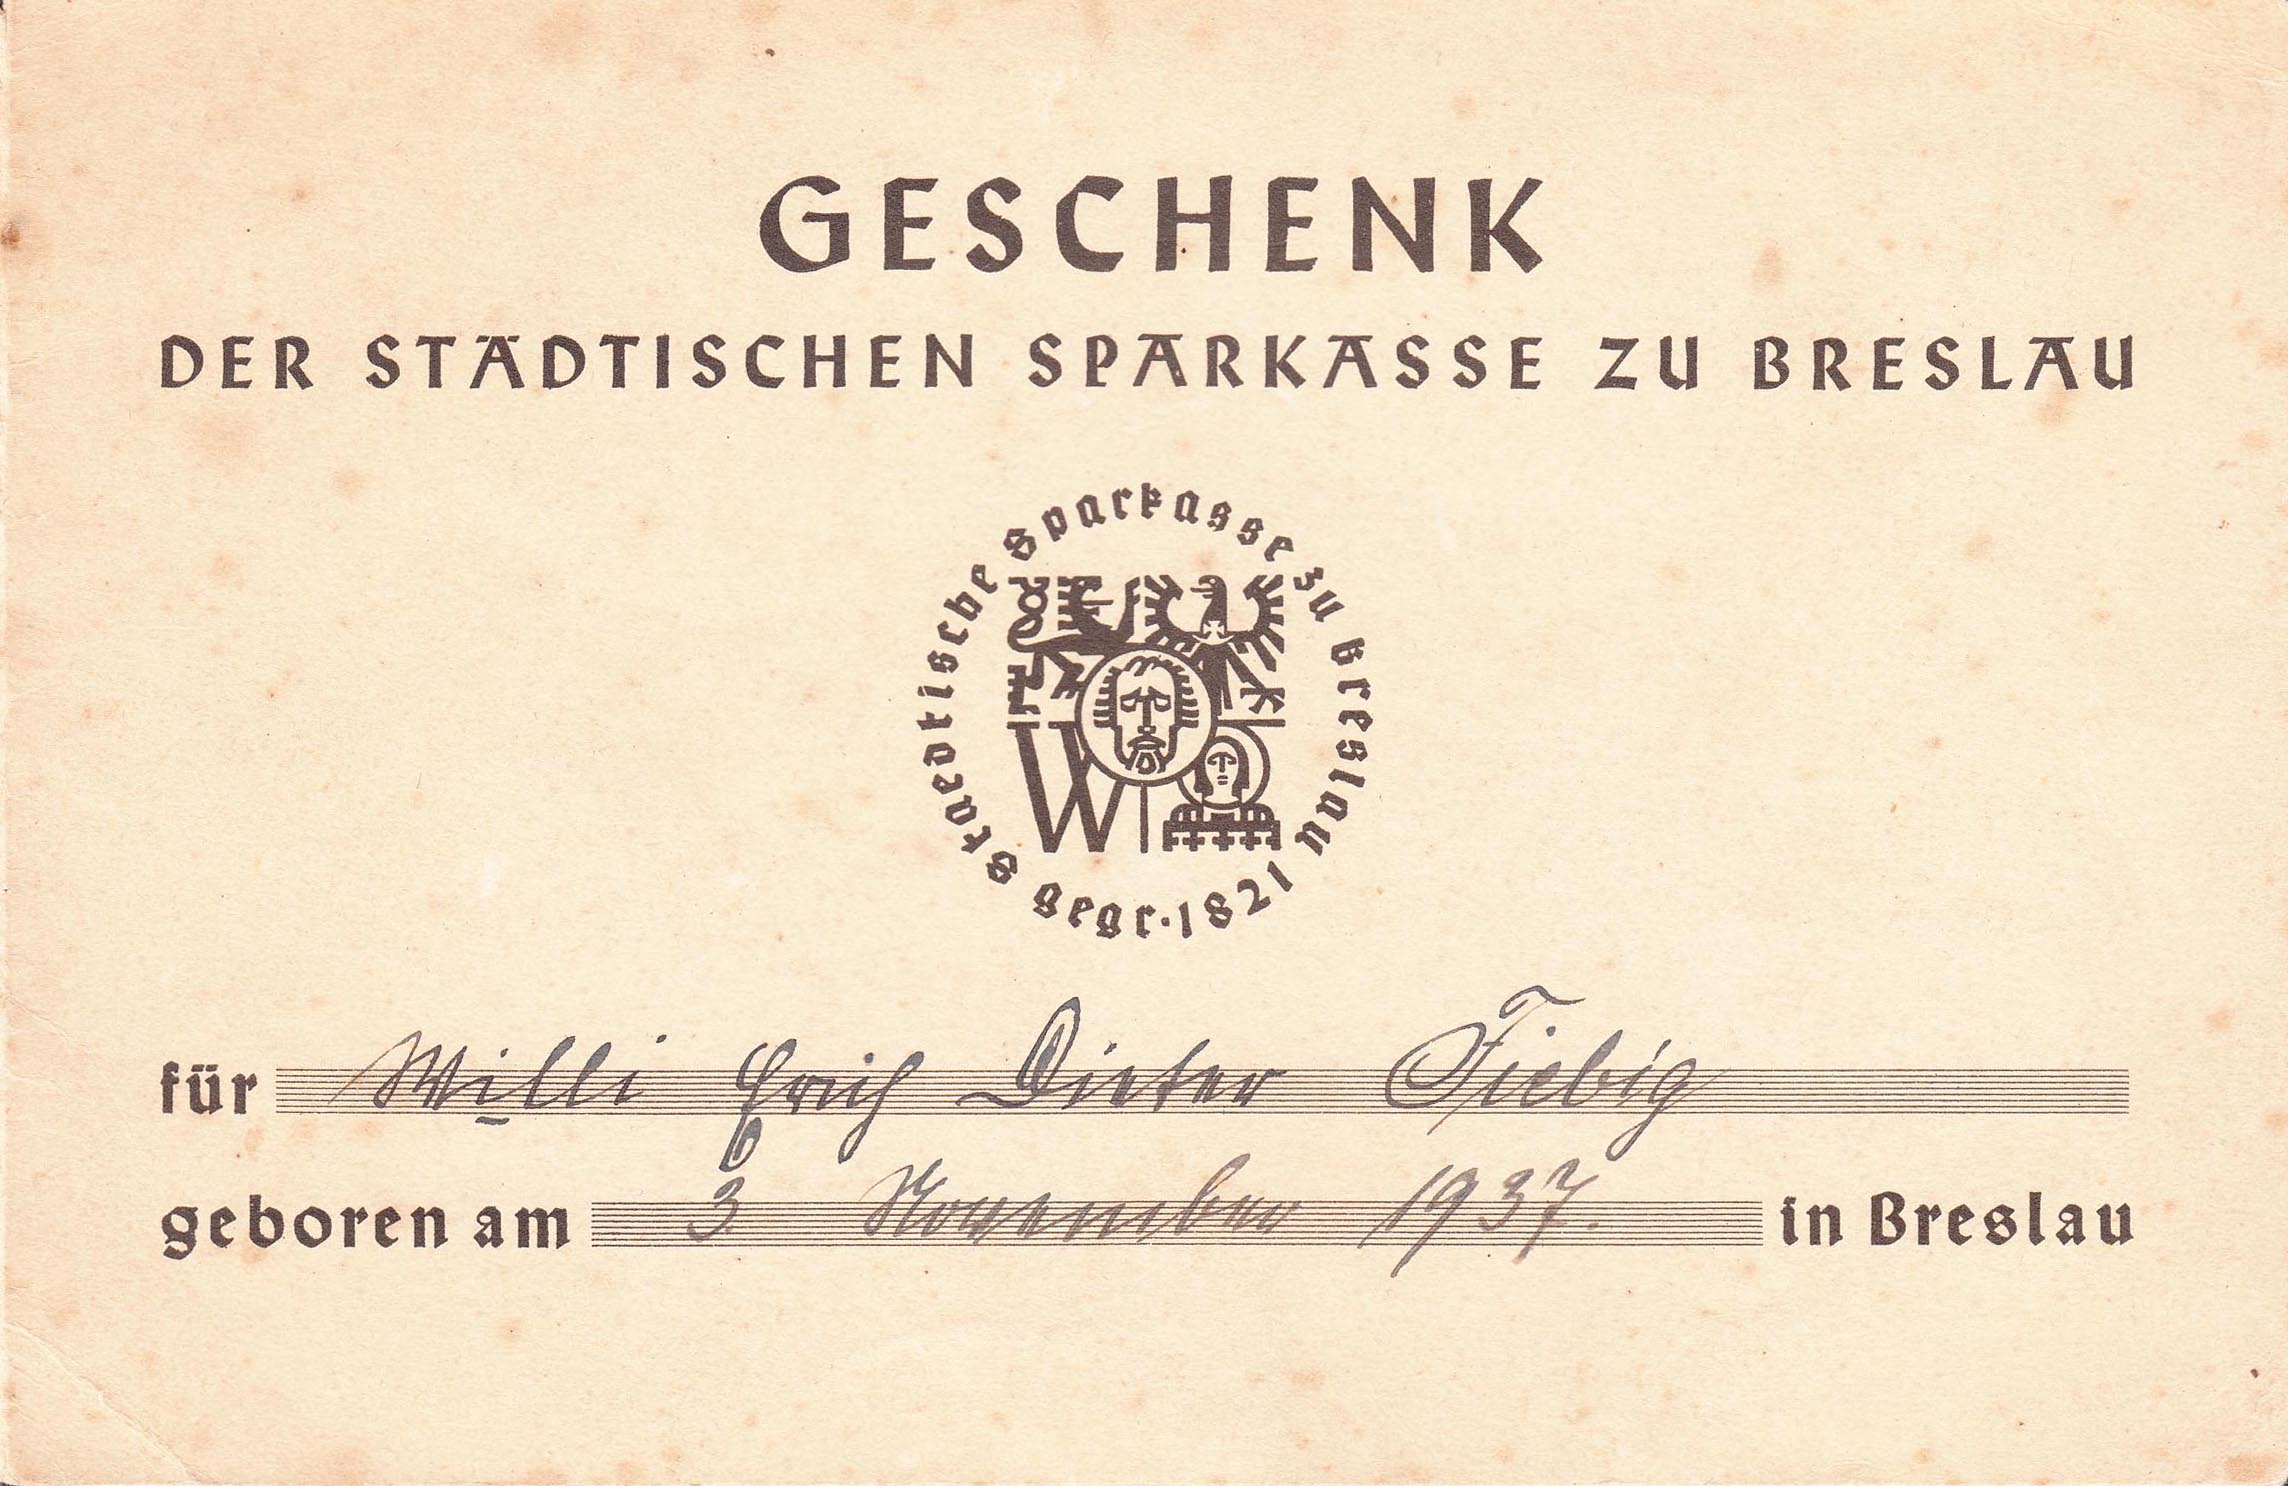 GESCHENK
DER STÄDTISCHEN SPARKASSE ZU BRESLAU
staedtische sparkasse zu breslau
gegr. 1821
W
für Willi Erich Dieter Fiebig
geboren am 3 November 1937. in Breslau